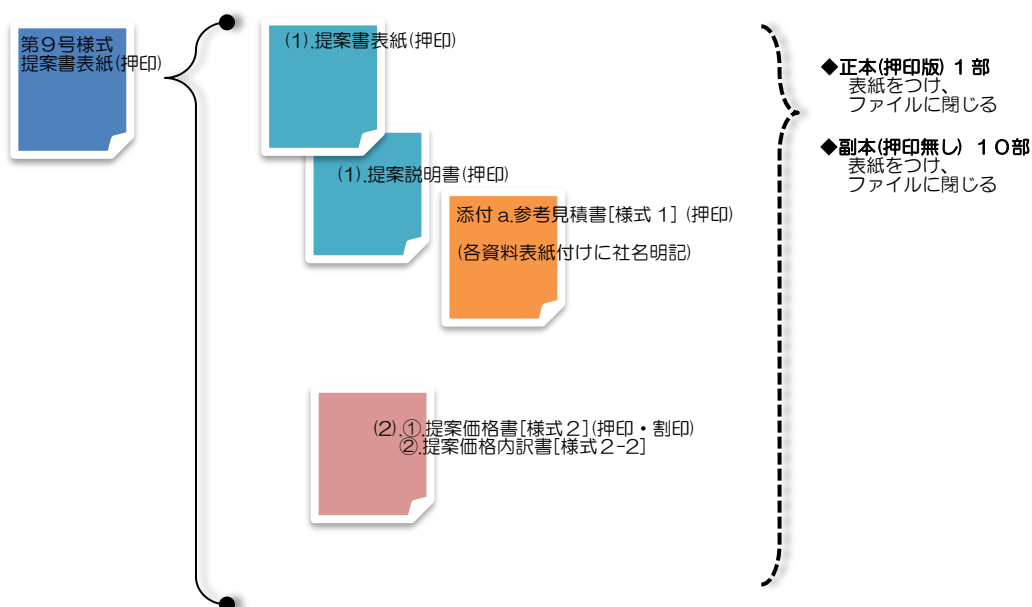 第９号様式
提案書表紙(押印)
(1).提案書表紙(押印)
(1).提案説明書(押印)
添付 a.参考見積書[様式 1] (押印)
(各資料表紙付けに社名明記)
(2).①.提案価格書[様式２](押印・割印)
②.提案価格内訳書[様式２-２]
◆正本(押印版) １部
表紙をつけ、
ファイルに閉じる
◆副本(押印無し) １０部
表紙をつけ、
ファイルに閉じる